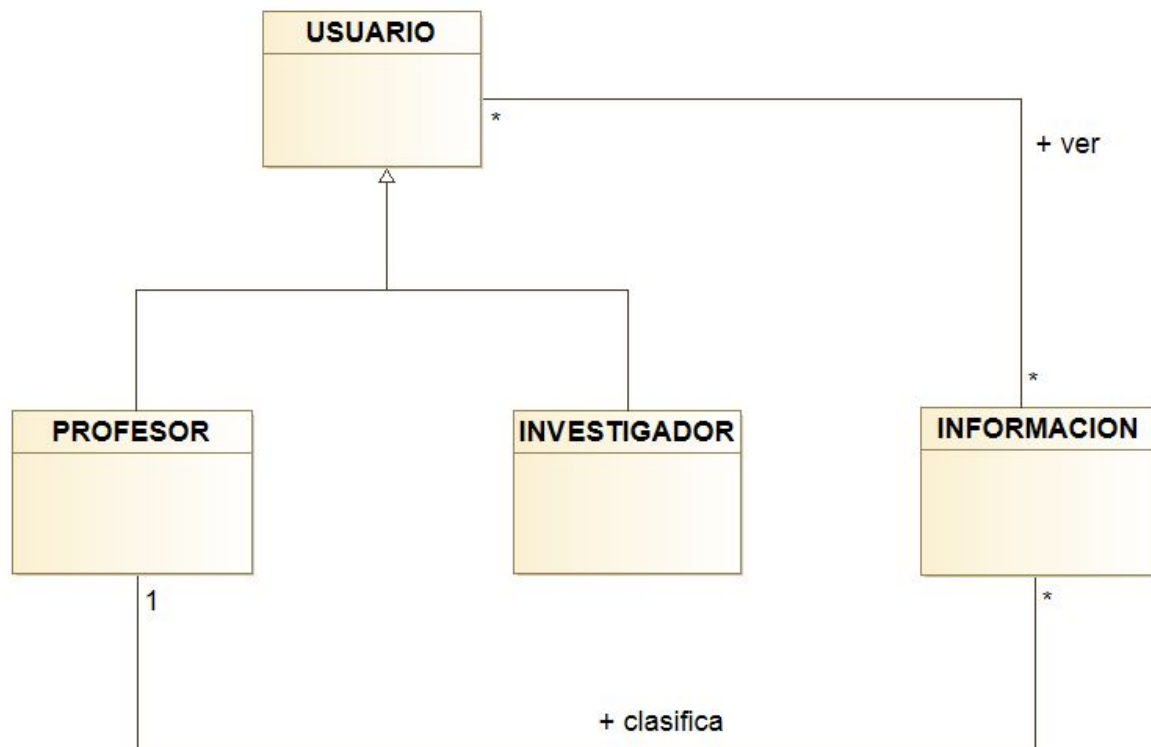 USUARIO
*
+ ver
*
PROFESOR
INVESTIGADOR
INFORMACION
1
*
+ clasifica